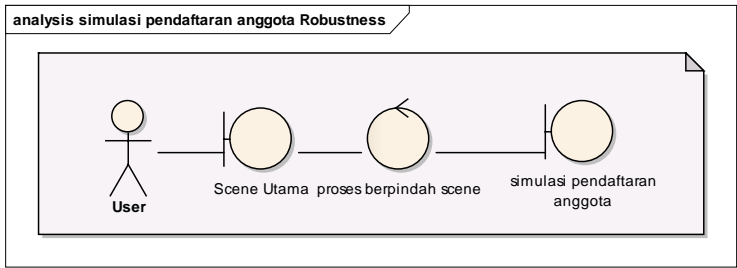 analysis simulasi pendaftaran anggota Robustness
User
Scene Utama
proses berpindah scene
simulasi pendaftaran
anggota